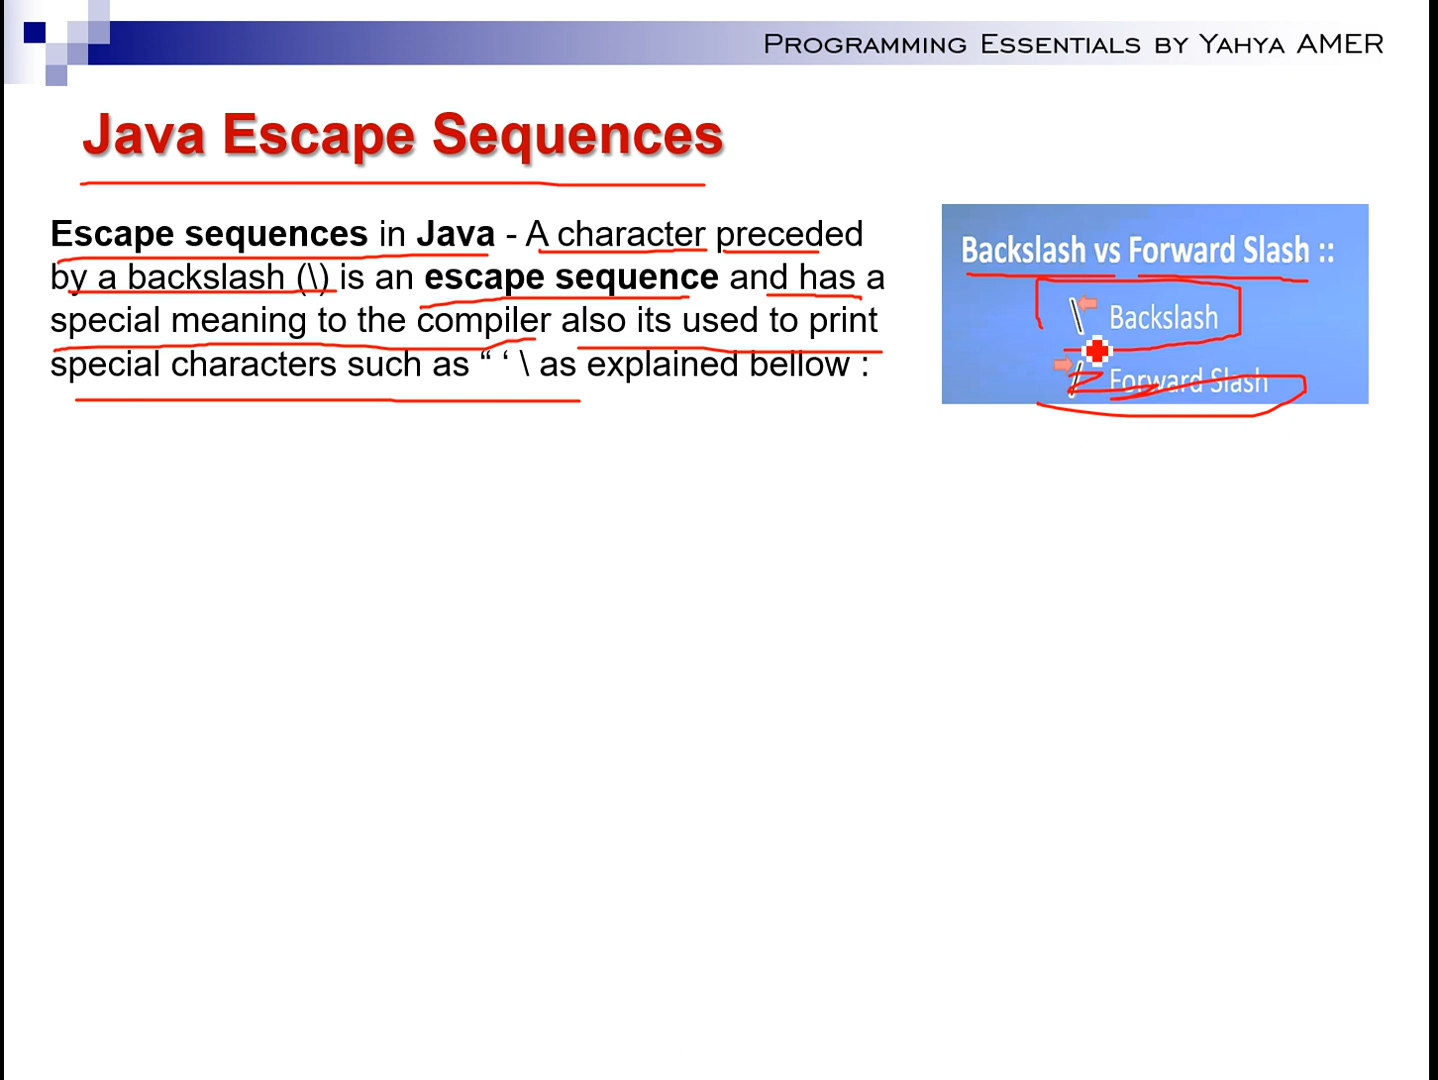 PROGRAMMING ESSENTIALS BY YAHYA AMER
Java Escape Sequences
Escape sequences in Java - A character preceded
by a backslash (\) is an escape sequence and has a
special meaning to the compiler also its used to print
special characters such as “ ‘ \ as explained bellow :
Backslash vs Forward Slash ::
\ Backslash
/ Forward Slash